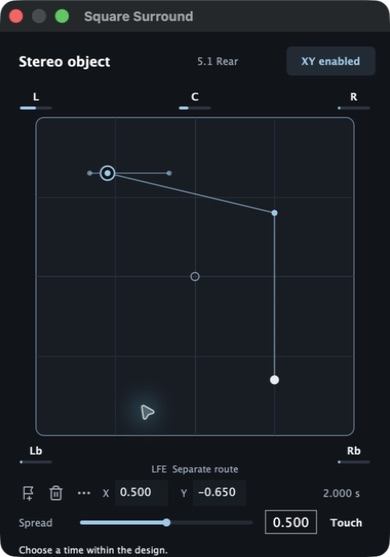 Square Surround
Stereo object 5.1 Rear XY enabled
L C R
Lb Rb
LFE Separate route
X 0.500 Y -0.650 2.000 s
Spread 0.500 Touch
Choose a time within the design.